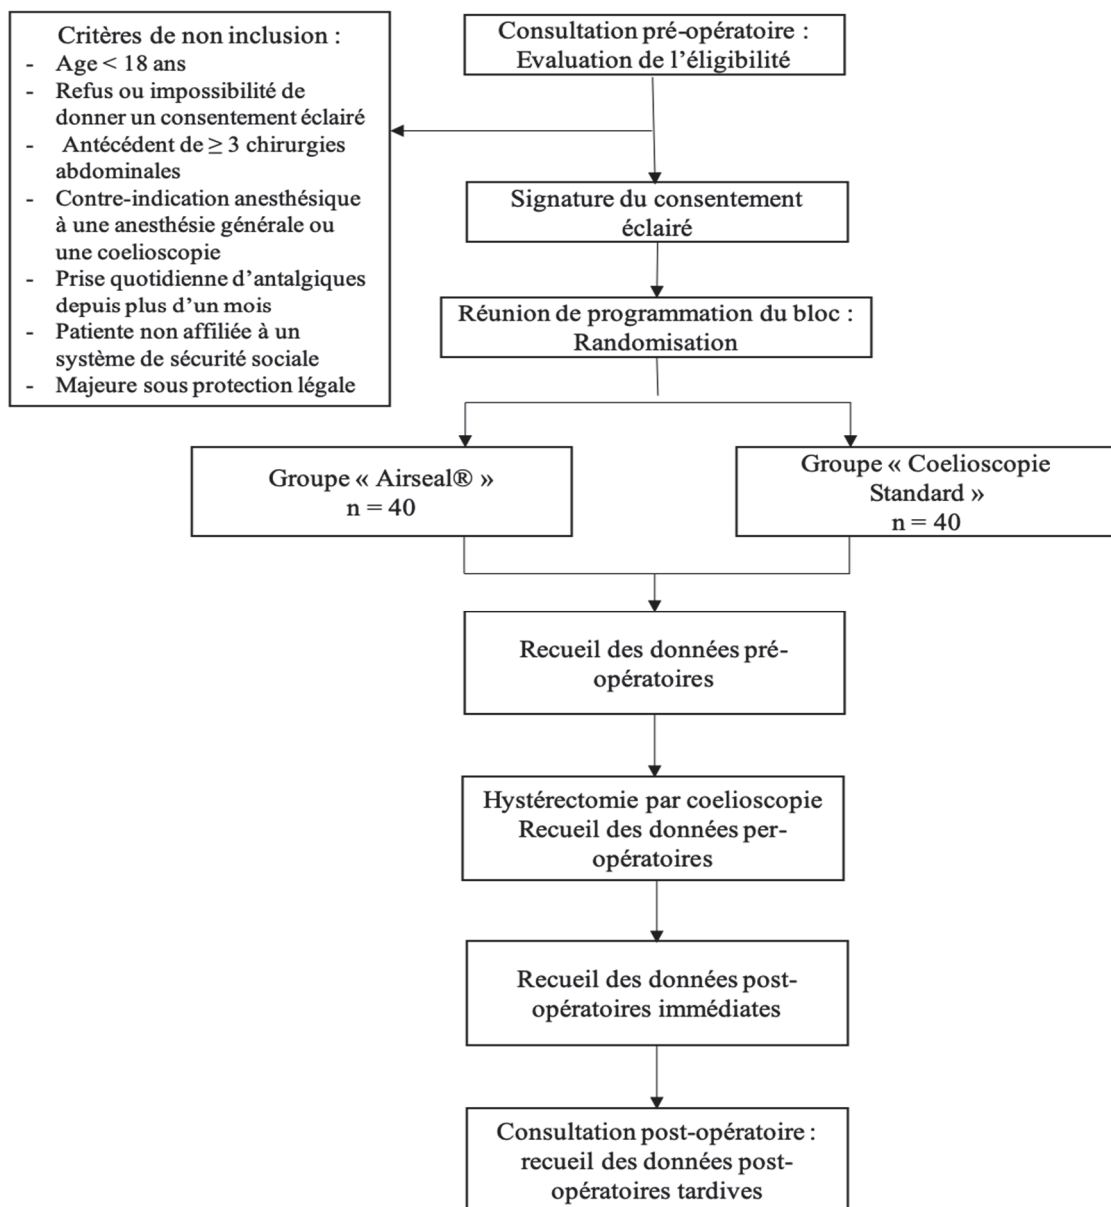 Critères de non inclusion :
- Age < 18 ans
- Refus ou impossibilité de
donner un consentement éclairé
- Antécédent de ≥ 3 chirurgies
abdominales
- Contre-indication anesthésique
à une anesthésie générale ou
une coelioscopie
- Prise quotidienne d’antalgiques
depuis plus d’un mois
- Patiente non affiliée à un
système de sécurité sociale
- Majeure sous protection légale
Consultation pré-opératoire :
Evaluation de l’éligibilité
Signature du consentement
éclairé
Réunion de programmation du bloc :
Randomisation
Groupe « Airseal® »
n = 40
Groupe « Coelioscopie
Standard »
n = 40
Recueil des données pré-
opératoires
Hystérectomie par coelioscopie
Recueil des données per-
opératoires
Recueil des données post-
opératoires immédiates
Consultation post-opératoire :
recueil des données post-
opératoires tardives